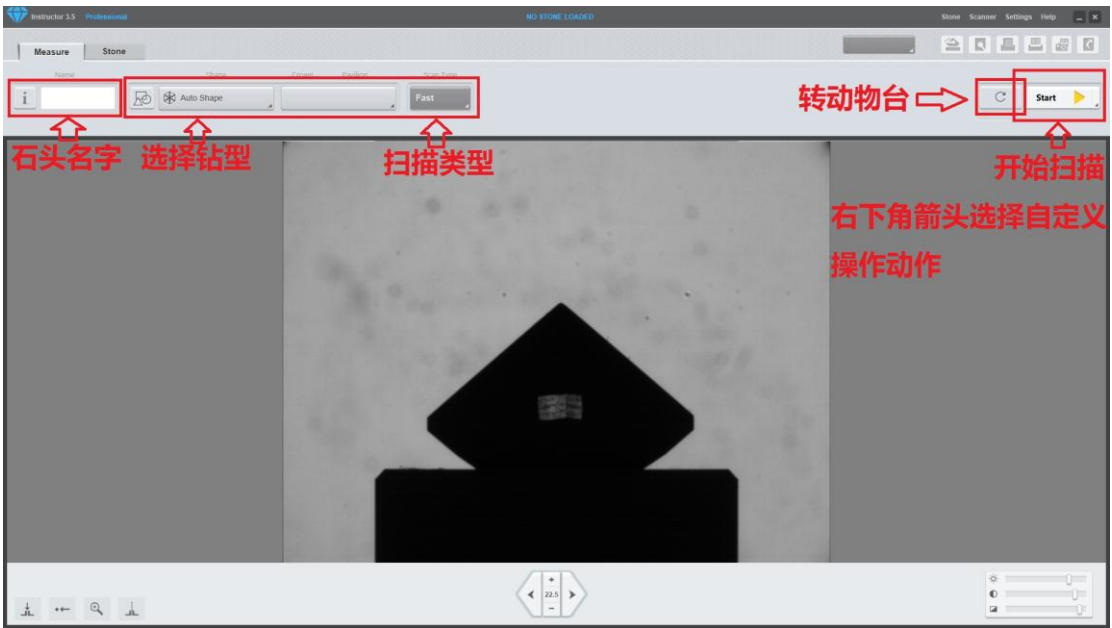 Instructor 3.5 Professional NO STONE LOADED Stone Scanner Settings Help
Measure Stone
Name Shape Crown Pavilion Scan Type
i Auto Shape Fast 转动物台 Start
石头名字 选择钻型 扫描类型 开始扫描
右下角箭头选择自定义
操作动作
22.5